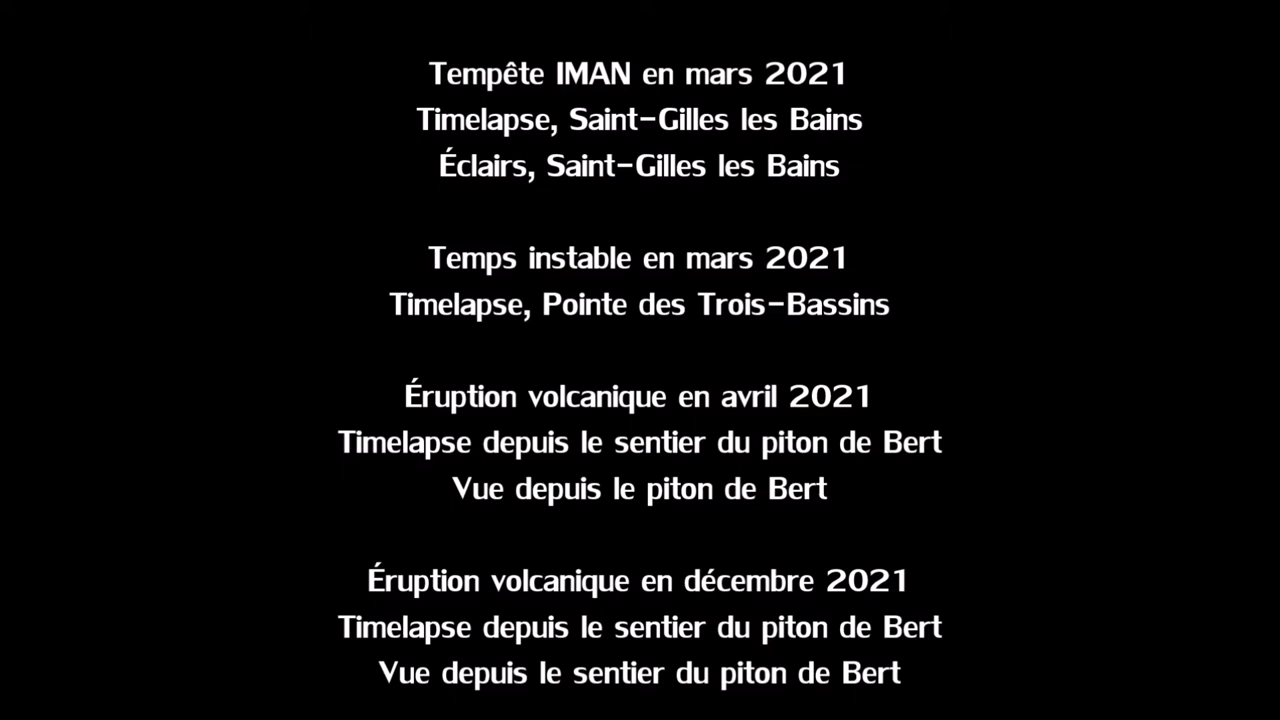 Tempête IMAN en mars 2021
Timelapse, Saint-Gilles les Bains
Éclairs, Saint-Gilles les Bains
Temps instable en mars 2021
Timelapse, Pointe des Trois-Bassins
Éruption volcanique en avril 2021
Timelapse depuis le sentier du piton de Bert
Vue depuis le piton de Bert
Éruption volcanique en décembre 2021
Timelapse depuis le sentier du piton de Bert
Vue depuis le sentier du piton de Bert